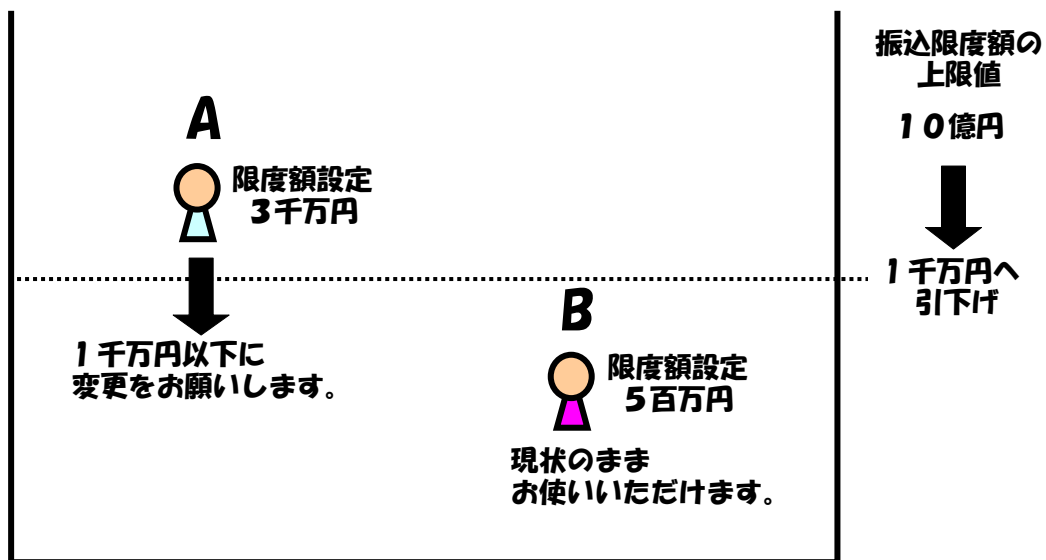 A
限度額設定
３千万円
１千万円以下に
変更をお願いします。
B
限度額設定
５百万円
現状のまま
お使いいただけます。
振込限度額の
上限値
１０億円
１千万円へ
引下げ